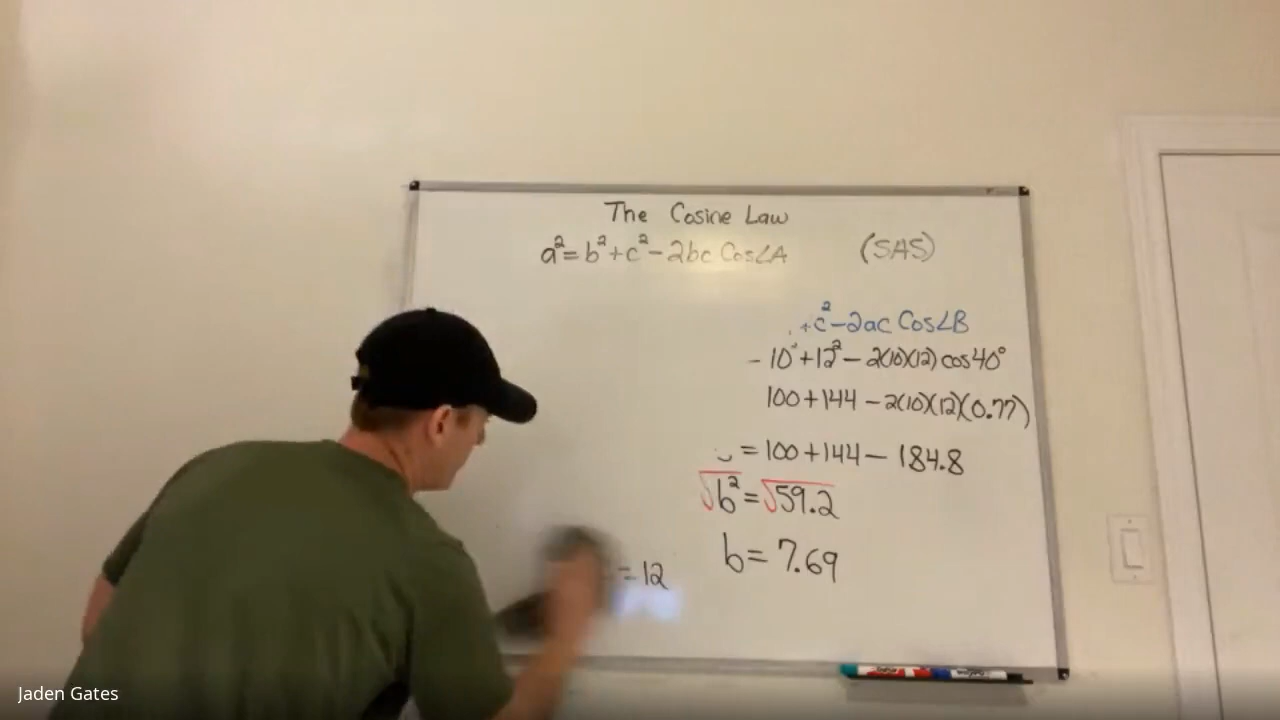 The Cosine Law
a²=b²+c²-2bc Cos∠A (SAS)
+c²-2ac Cos∠B
- 10²+12²-2(10)(12) cos40°
100+144-2(10)(12)(0.77)
=100+144-184.8
√b²=√59.2
=12
b=7.69
Jaden Gates